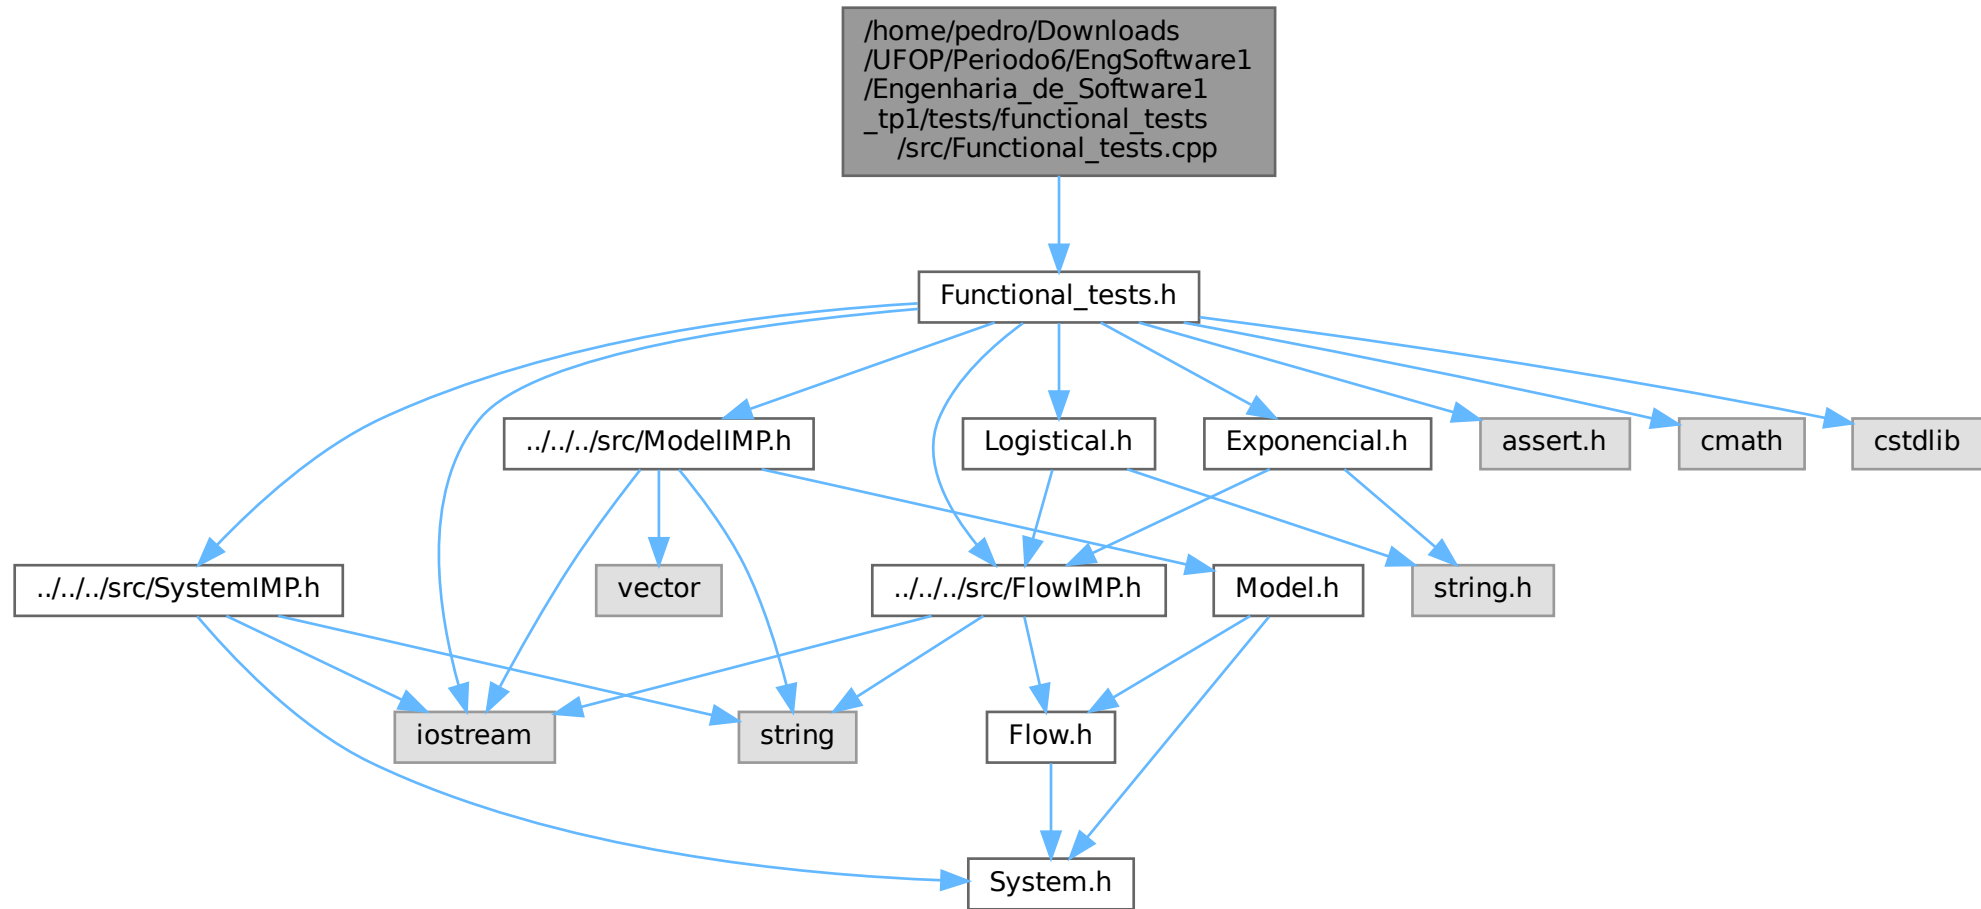 /home/pedro/Downloads
/UFOP/Periodo6/EngSoftware1
/Engenharia_de_Software1
_tp1/tests/functional_tests
/src/Functional_tests.cpp
Functional_tests.h
../../../src/ModelIMP.h
Logistical.h
Exponencial.h
assert.h
cmath
cstdlib
../../../src/SystemIMP.h
vector
../../../src/FlowIMP.h
Model.h
string.h
iostream
string
Flow.h
System.h